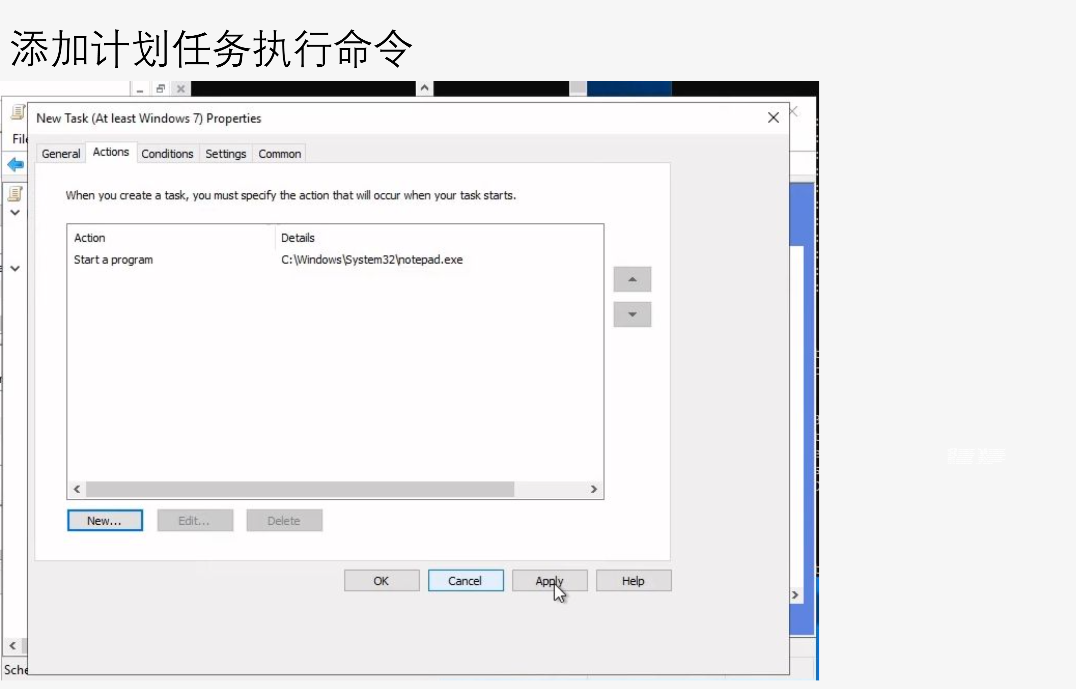 添加计划任务执行命令
New Task (At least Windows 7) Properties
File
General Actions Conditions Settings Common
When you create a task, you must specify the action that will occur when your task starts.
Action Details
Start a program C:\Windows\System32\notepad.exe
New... Edit... Delete
OK Cancel Apply Help
Sche